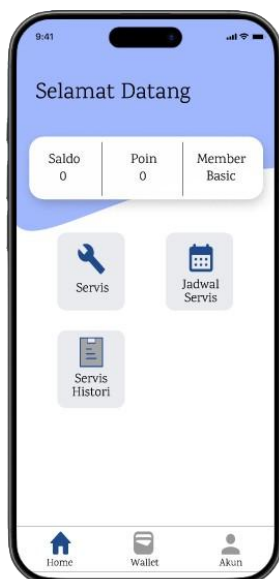 9:41
Selamat Datang
Saldo Poin Member
0 0 Basic
Servis
Jadwal
Servis
Servis
Histori
Home Wallet Akun